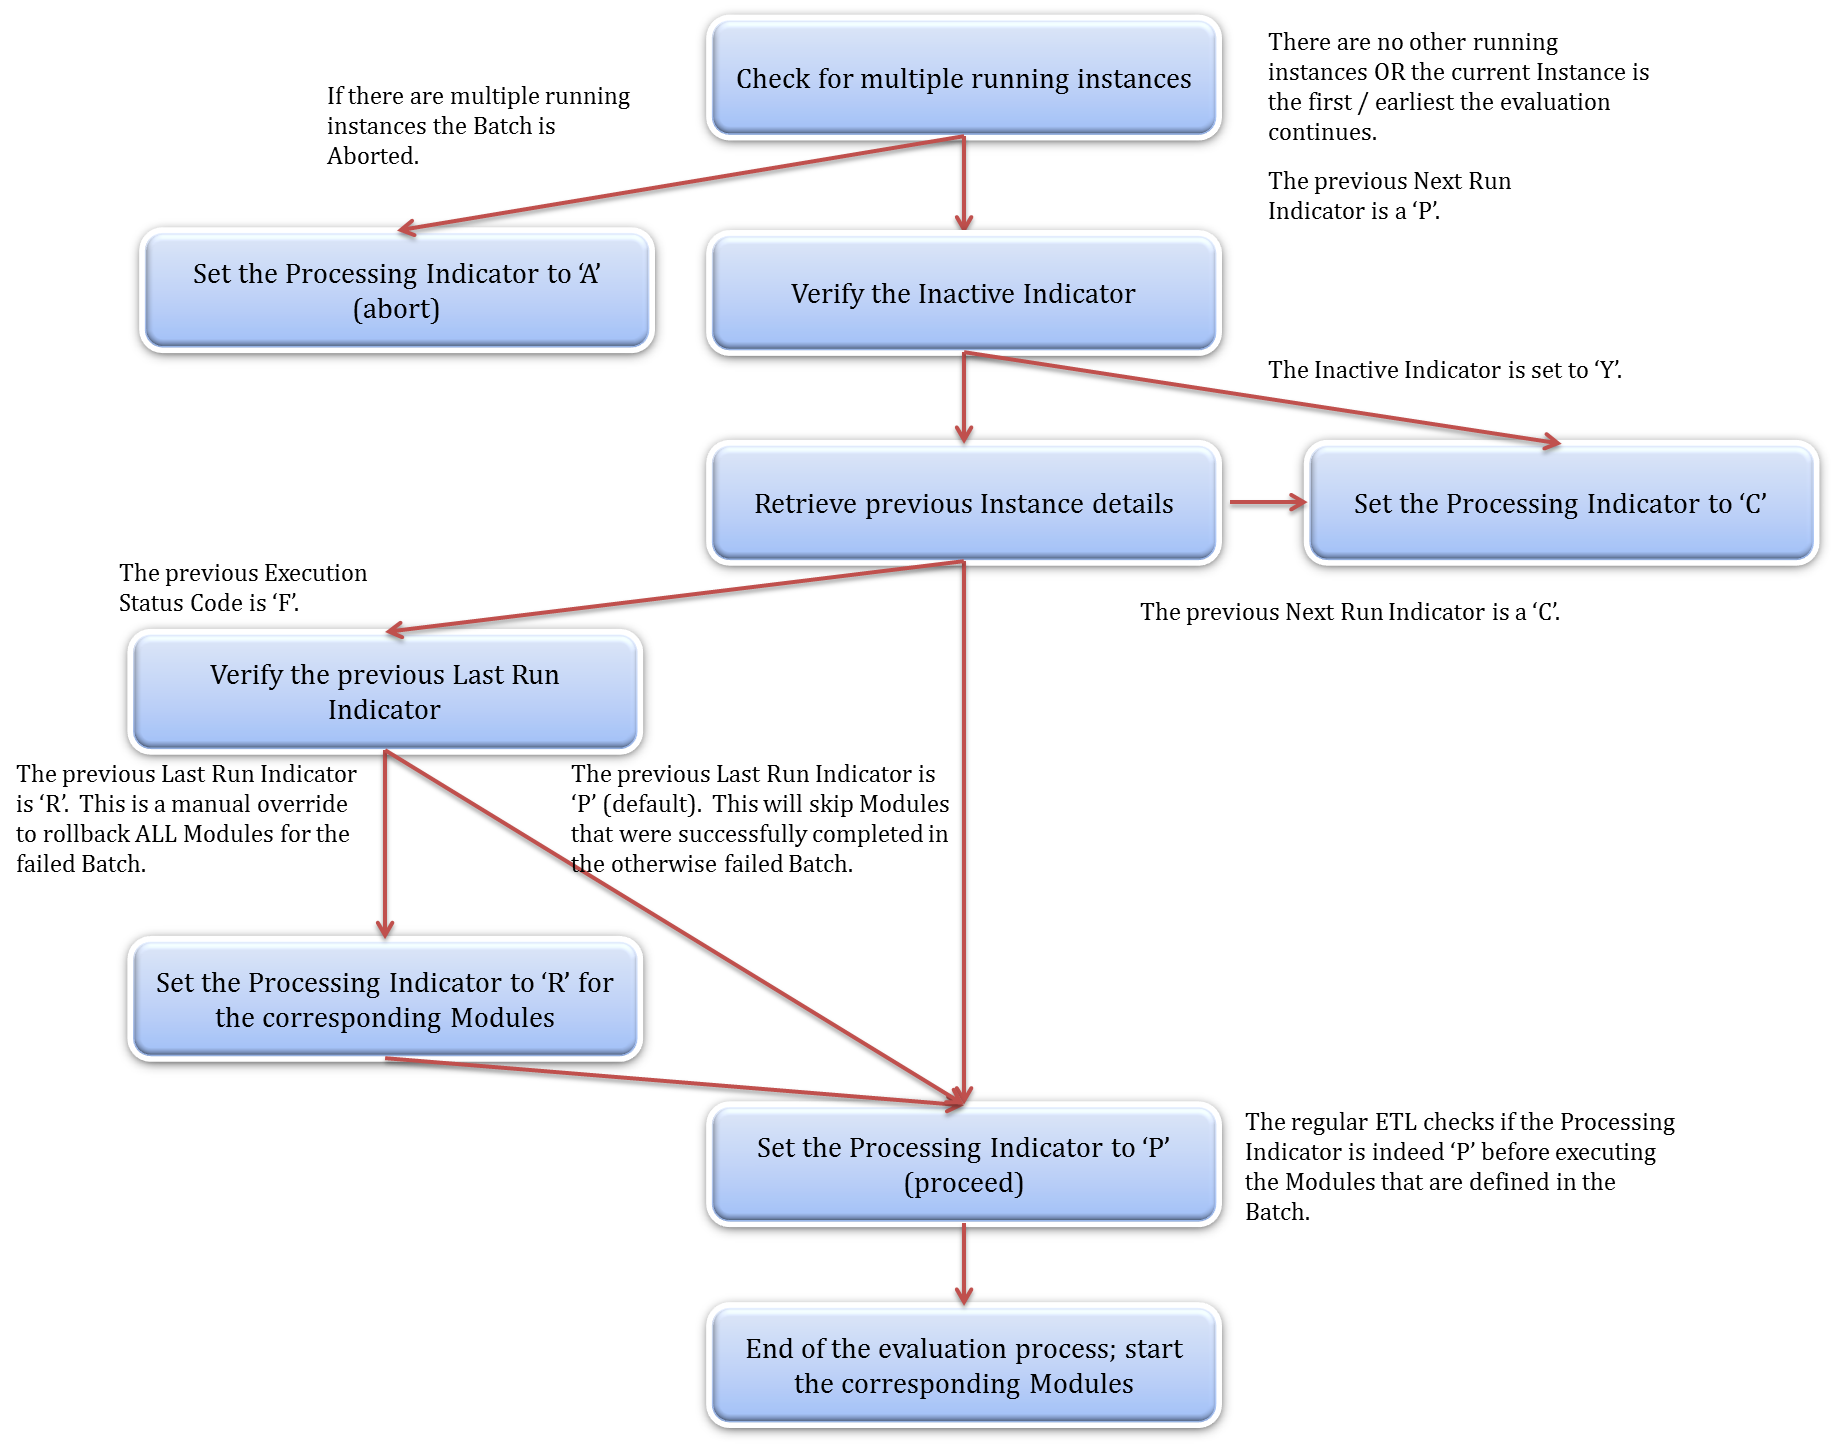 Check for multiple running instances
There are no other running
instances OR the current Instance is
the first / earliest the evaluation
continues.
If there are multiple running
instances the Batch is
Aborted.
The previous Next Run
Indicator is a ‘P’.
Set the Processing Indicator to ‘A’
(abort)
Verify the Inactive Indicator
The Inactive Indicator is set to ‘Y’.
Retrieve previous Instance details
Set the Processing Indicator to ‘C’
The previous Execution
Status Code is ‘F’.
The previous Next Run Indicator is a ‘C’.
Verify the previous Last Run
Indicator
The previous Last Run Indicator
is ‘R’.  This is a manual override
to rollback ALL Modules for the
failed Batch.
The previous Last Run Indicator is
‘P’ (default).  This will skip Modules
that were successfully completed in
the otherwise failed Batch.
Set the Processing Indicator to ‘R’ for
the corresponding Modules
Set the Processing Indicator to ‘P’
(proceed)
The regular ETL checks if the Processing
Indicator is indeed ‘P’ before executing
the Modules that are defined in the
Batch.
End of the evaluation process; start
the corresponding Modules